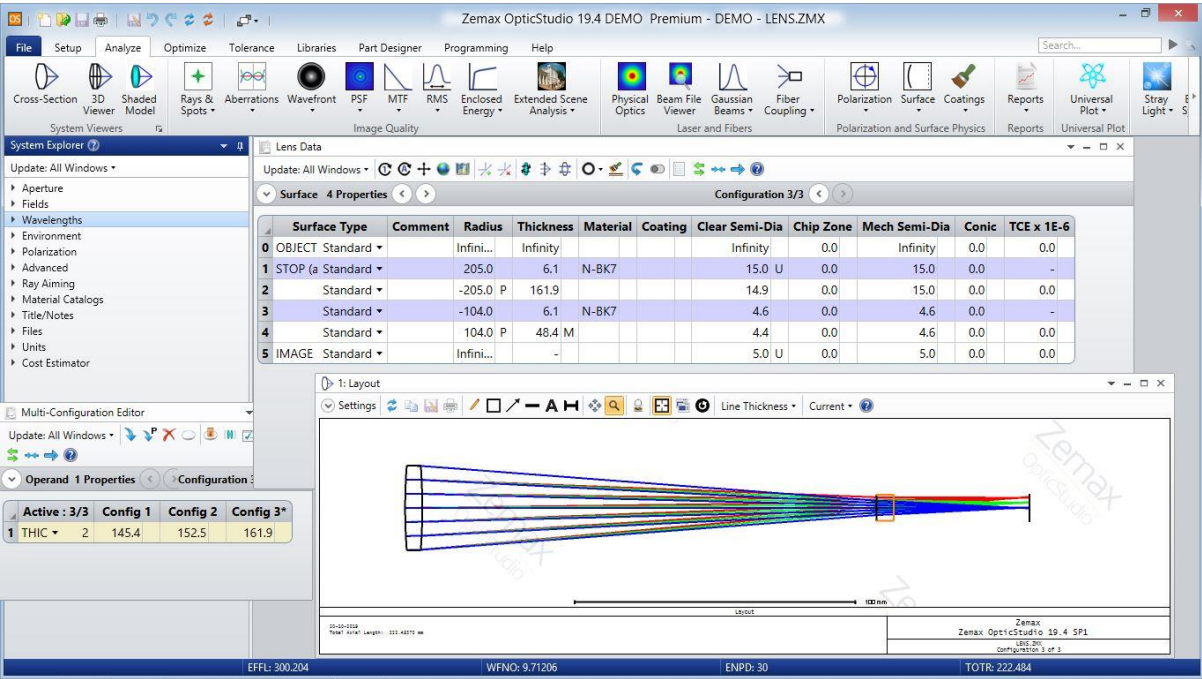 OS
Zemax OpticStudio 19.4 DEMO Premium - DEMO - LENS.ZMX
File Setup Analyze Optimize Tolerance Libraries Part Designer Programming Help
Search...
Cross-Section 3D Viewer Shaded Model Rays & Spots Aberrations Wavefront PSF MTF RMS Enclosed Energy Extended Scene Analysis Physical Optics Beam File Viewer Gaussian Beams Fiber Coupling Polarization Surface Coatings Reports Universal Plot Stray Light
System Viewers Image Quality Laser and Fibers Polarization and Surface Physics Reports Universal Plot
System Explorer
Update: All Windows
Aperture
Fields
Wavelengths
Environment
Polarization
Advanced
Ray Aiming
Material Catalogs
Title/Notes
Files
Units
Cost Estimator
Lens Data
Update: All Windows
Surface 4 Properties Configuration 3/3
Surface Type Comment Radius Thickness Material Coating Clear Semi-Dia Chip Zone Mech Semi-Dia Conic TCE x 1E-6
0 OBJECT Standard Infini... Infinity Infinity 0.0 Infinity 0.0 0.0
1 STOP (a Standard 205.0 6.1 N-BK7 15.0 U 0.0 15.0 0.0 -
2 Standard -205.0 P 161.9 14.9 0.0 15.0 0.0 0.0
3 Standard -104.0 6.1 N-BK7 4.6 0.0 4.6 0.0 -
4 Standard 104.0 P 48.4 M 4.4 0.0 4.6 0.0 0.0
5 IMAGE Standard Infini... - 5.0 U 0.0 5.0 0.0 0.0
Multi-Configuration Editor
Update: All Windows
Operand 1 Properties Configuration
Active : 3/3 Config 1 Config 2 Config 3*
1 THIC 2 145.4 152.5 161.9
1: Layout
Settings Line Thickness Current
Zemax
OpticStudio
Zemax
OpticStudio
100 mm
Layout
Zemax
Zemax OpticStudio 19.4 SP1
LENS.ZMX
Configuration 3 of 3
EFFL: 300.204 WFNO: 9.71206 ENPD: 30 TOTR: 222.484